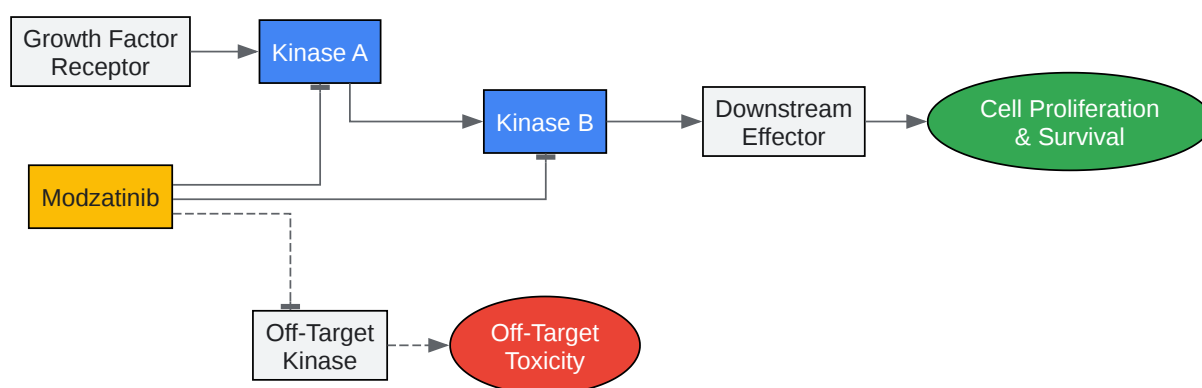 Growth Factor
Receptor
Kinase A
Kinase B
Downstream
Effector
Cell Proliferation
& Survival
Modzatinib
Off-Target
Kinase
Off-Target
Toxicity